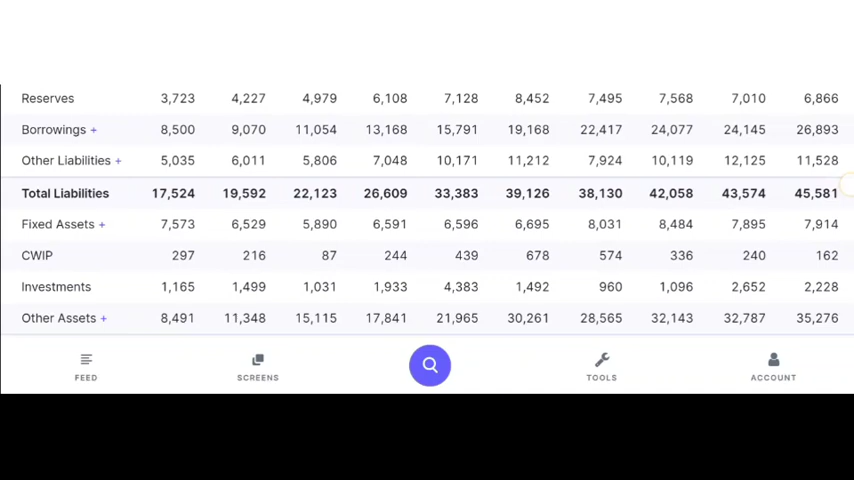 Reserves 3,723 4,227 4,979 6,108 7,128 8,452 7,495 7,568 7,010 6,866
Borrowings + 8,500 9,070 11,054 13,168 15,791 19,168 22,417 24,077 24,145 26,893
Other Liabilities + 5,035 6,011 5,806 7,048 10,171 11,212 7,924 10,119 12,125 11,528
Total Liabilities 17,524 19,592 22,123 26,609 33,383 39,126 38,130 42,058 43,574 45,581
Fixed Assets + 7,573 6,529 5,890 6,591 6,596 6,695 8,031 8,484 7,895 7,914
CWIP 297 216 87 244 439 678 574 336 240 162
Investments 1,165 1,499 1,031 1,933 4,383 1,492 960 1,096 2,652 2,228
Other Assets + 8,491 11,348 15,115 17,841 21,965 30,261 28,565 32,143 32,787 35,276
FEED SCREENS TOOLS ACCOUNT